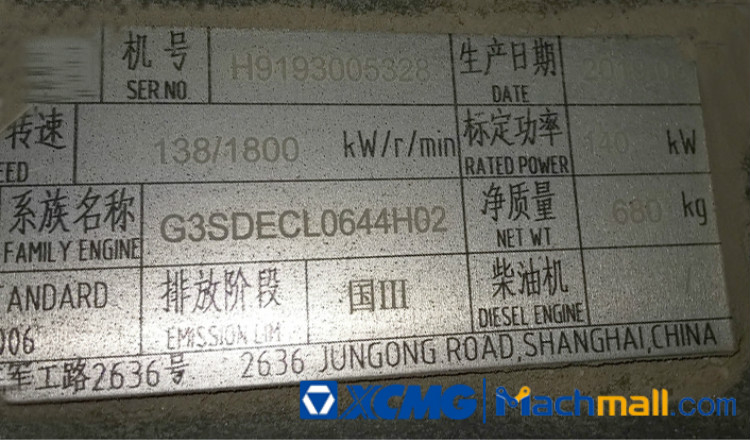 机号 H9193005328 生产日期
SER.NO. DATE
转速 138/1800 kW/r/min 标定功率 140 kW
EED RATED POWER
系族名称 G3SDECL0644H02 净质量 680 kg
FAMILY ENGINE NET WT
TANDARD 排放阶段 国III 柴油机
006 EMISSION LIM DIESEL ENGINE
军工路2636号 2636 JUNGONG ROAD,SHANGHAI,CHINA
XCMG Machmall.com